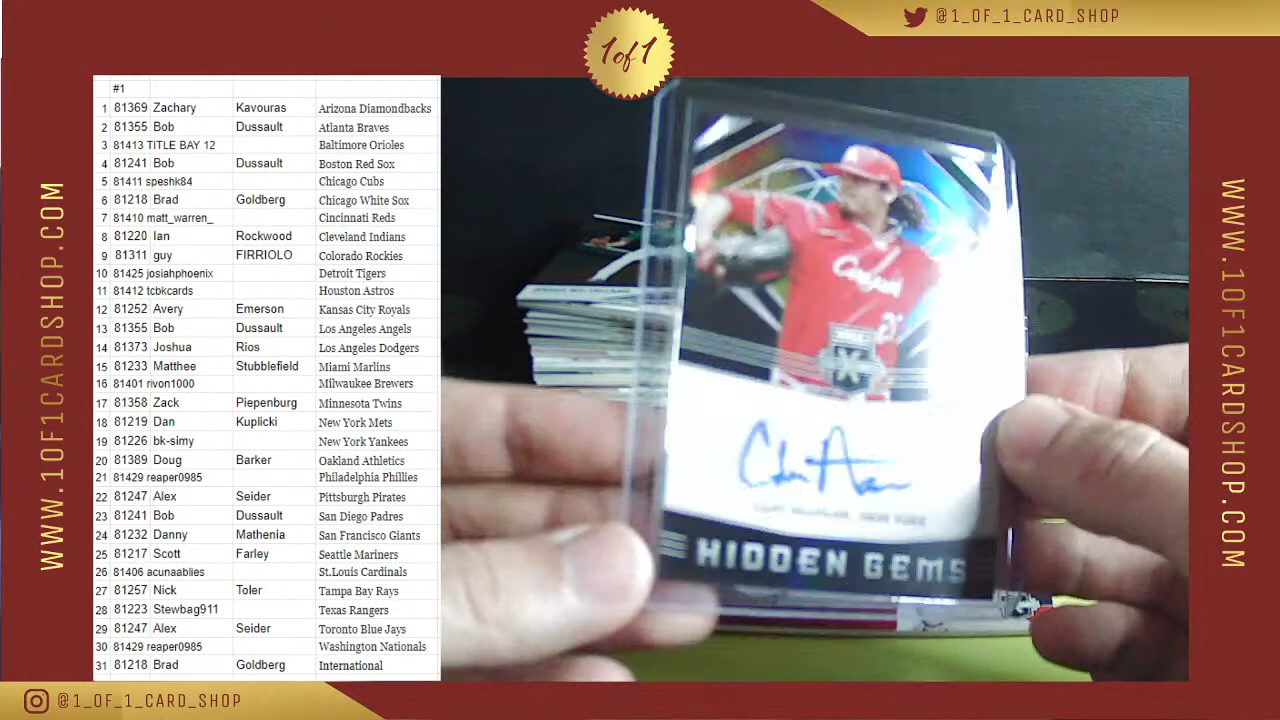 @1_OF_1_CARD_SHOP
1 of 1
#1
1 81369 Zachary Kavouras Arizona Diamondbacks
2 81355 Bob Dussault Atlanta Braves
3 81413 TITLE BAY 12 Baltimore Orioles
4 81241 Bob Dussault Boston Red Sox
5 81411 speshk84 Chicago Cubs
6 81218 Brad Goldberg Chicago White Sox
7 81410 matt_warren_ Cincinnati Reds
8 81220 Ian Rockwood Cleveland Indians
9 81311 guy FIRRIOLO Colorado Rockies
10 81425 josiahphoenix Detroit Tigers
11 81412 tcbkcards Houston Astros
12 81252 Avery Emerson Kansas City Royals
13 81355 Bob Dussault Los Angeles Angels
14 81373 Joshua Rios Los Angeles Dodgers
15 81233 Matthee Stubblefield Miami Marlins
16 81401 rivon1000 Milwaukee Brewers
17 81358 Zack Piepenburg Minnesota Twins
18 81219 Dan Kuplicki New York Mets
19 81226 bk-simy New York Yankees
20 81389 Doug Barker Oakland Athletics
21 81429 reaper0985 Philadelphia Phillies
22 81247 Alex Seider Pittsburgh Pirates
23 81241 Bob Dussault San Diego Padres
24 81232 Danny Mathenia San Francisco Giants
25 81217 Scott Farley Seattle Mariners
26 81406 acunaablies St.Louis Cardinals
27 81257 Nick Toler Tampa Bay Rays
28 81223 Stewbag911 Texas Rangers
29 81247 Alex Seider Toronto Blue Jays
30 81429 reaper0985 Washington Nationals
31 81218 Brad Goldberg International
HIDDEN GEMS
WWW.1OF1CARDSHOP.COM
WWW.1OF1CARDSHOP.COM
@1_OF_1_CARD_SHOP